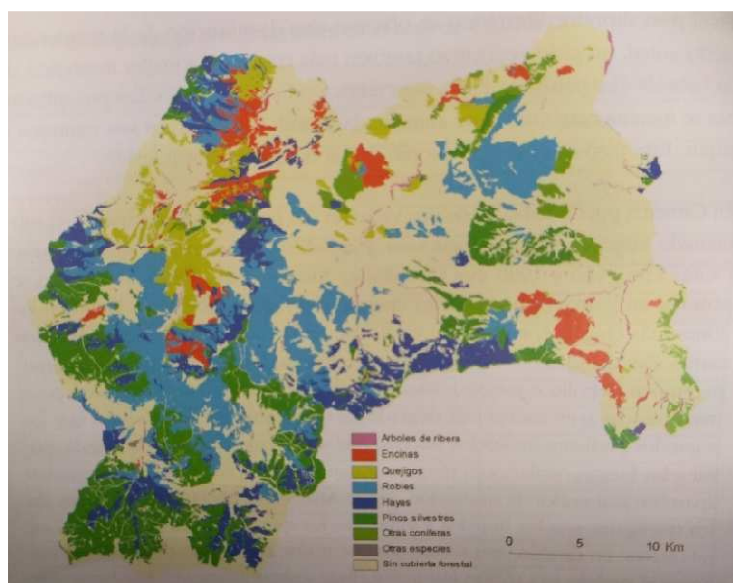 Arboles de ribera
Encinas
Quejigos
Robles
Hayas
Pinos silvestres
Otras coníferas
Otras especies
Sin cubierta forestal
0 5 10 Km